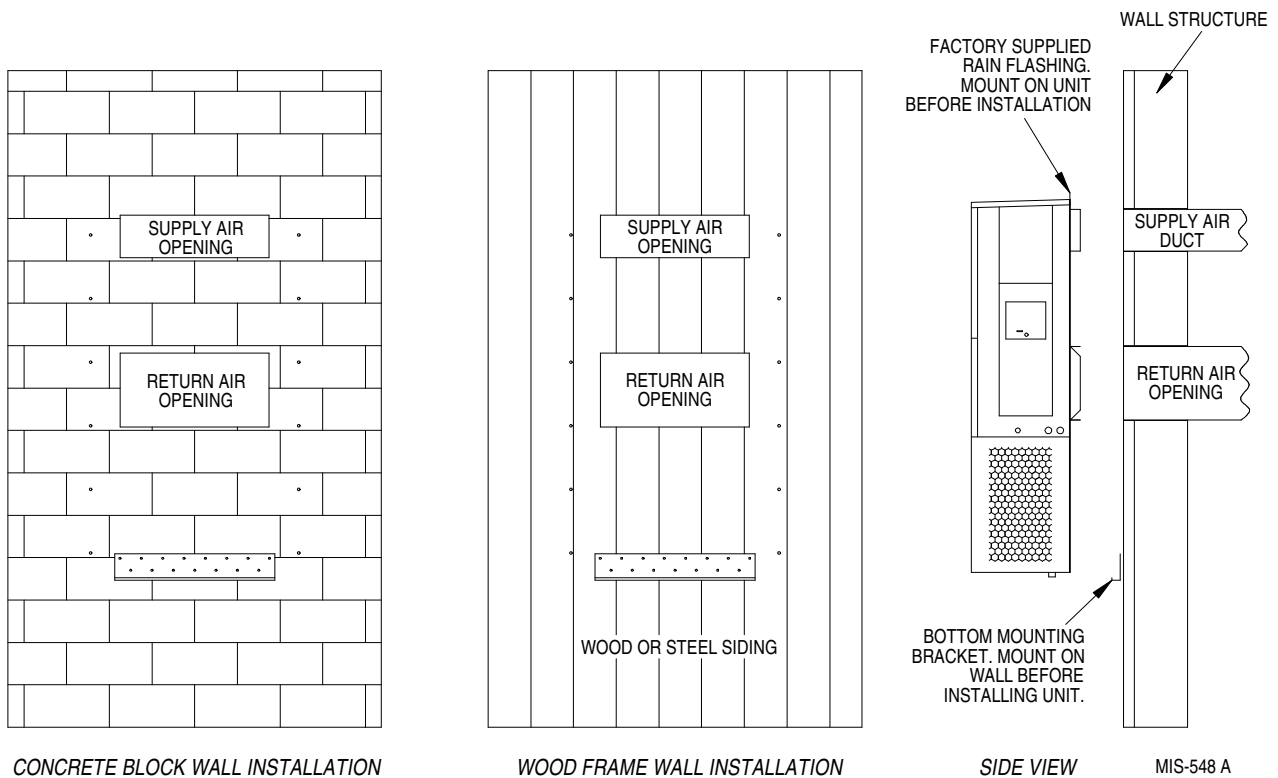 WALL STRUCTURE
FACTORY SUPPLIED
RAIN FLASHING.
MOUNT ON UNIT
BEFORE INSTALLATION
SUPPLY AIR
OPENING
SUPPLY AIR
OPENING
SUPPLY AIR
DUCT
RETURN AIR
OPENING
RETURN AIR
OPENING
RETURN AIR
OPENING
WOOD OR STEEL SIDING
BOTTOM MOUNTING
BRACKET. MOUNT ON
WALL BEFORE
INSTALLING UNIT.
CONCRETE BLOCK WALL INSTALLATION
WOOD FRAME WALL INSTALLATION
SIDE VIEW
MIS-548 A